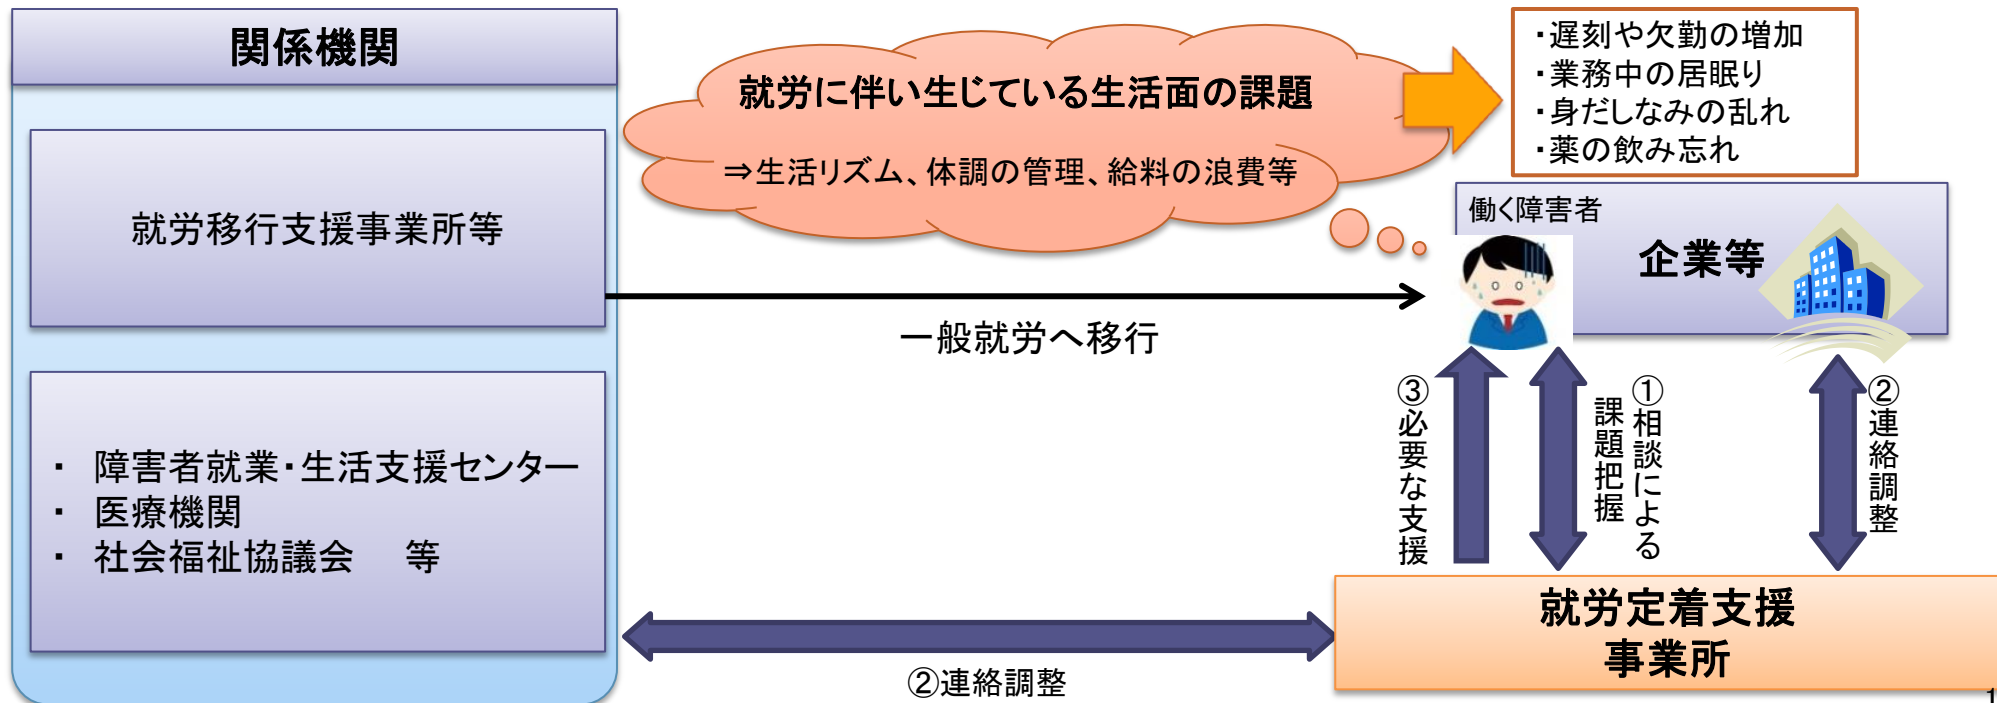 関係機関
就労移行支援事業所等
・ 障害者就業・生活支援センター
・ 医療機関
・ 社会福祉協議会　等
就労に伴い生じている生活面の課題
⇒生活リズム、体調の管理、給料の浪費等
・遅刻や欠勤の増加
・業務中の居眠り
・身だしなみの乱れ
・薬の飲み忘れ
働く障害者
企業等
一般就労へ移行
③必要な支援
①相談による
課題把握
②連絡調整
②連絡調整
就労定着支援
事業所
1